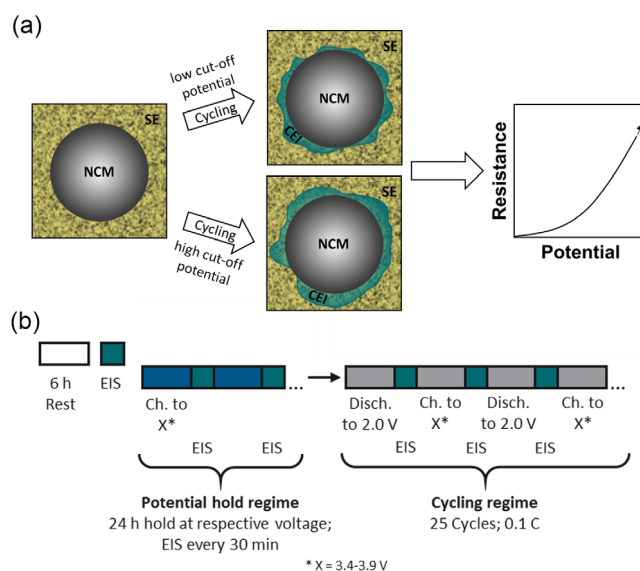 (a)
SE
NCM
low cut-off
potential
Cycling
SE
NCM
CEI
Cycling
high cut-off
potential
SE
NCM
CEI
Resistance
Potential
(b)
6 h
Rest
EIS
...
...
Ch. to
X*
EIS
EIS
Disch.
to 2.0 V
Ch. to
X*
Disch.
to 2.0 V
Ch. to
X*
EIS
EIS
EIS
Potential hold regime
24 h hold at respective voltage;
EIS every 30 min
Cycling regime
25 Cycles; 0.1 C
* X = 3.4-3.9 V